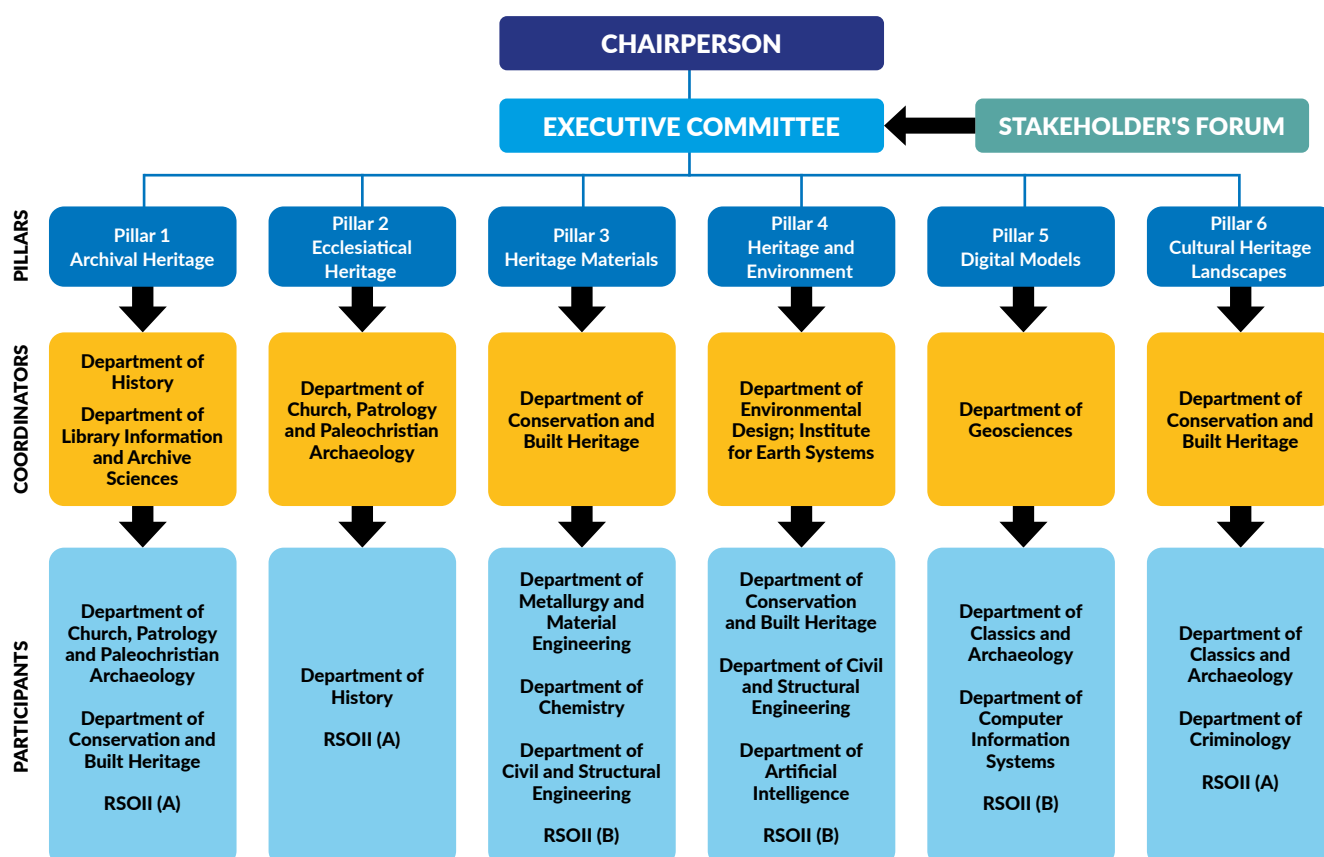 CHAIRPERSON
EXECUTIVE COMMITTEE
STAKEHOLDER'S FORUM
PILLARS
Pillar 1
Archival Heritage
Pillar 2
Ecclesiatical
Heritage
Pillar 3
Heritage Materials
Pillar 4
Heritage and
Environment
Pillar 5
Digital Models
Pillar 6
Cultural Heritage
Landscapes
COORDINATORS
Department of
History
Department of
Library Information
and Archive
Sciences
Department of
Church, Patrology
and Paleochristian
Archaeology
Department of
Conservation and
Built Heritage
Department of
Environmental
Design; Institute
for Earth Systems
Department of
Geosciences
Department of
Conservation and
Built Heritage
PARTICIPANTS
Department of
Church, Patrology
and Paleochristian
Archaeology
Department of
Conservation and
Built Heritage
RSOII (A)
Department of
History
RSOII (A)
Department of
Metallurgy and
Material
Engineering
Department of
Chemistry
Department of
Civil and Structural
Engineering
RSOII (B)
Department of
Conservation
and Built Heritage
Department of Civil
and Structural
Engineering
Department of
Artificial
Intelligence
RSOII (B)
Department of
Classics and
Archaeology
Department of
Computer
Information
Systems
RSOII (B)
Department of
Classics and
Archaeology
Department of
Criminology
RSOII (A)